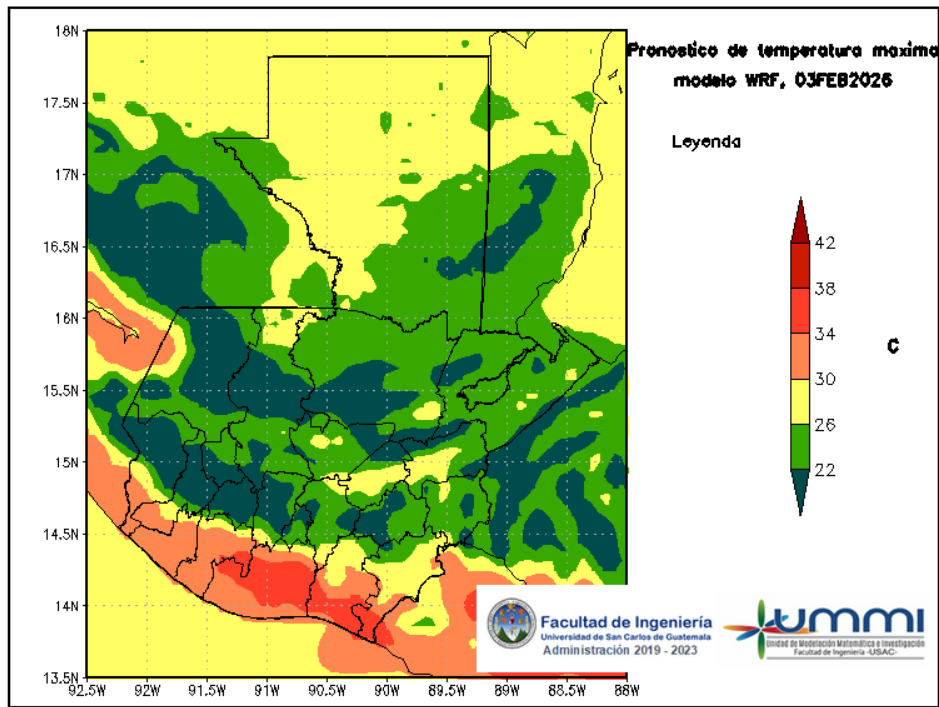 Pronostico de temperatura maxima
modelo WRF, 03FEB2026
Leyenda
42
38
34
30
26
22
C
18N
17.5N
17N
16.5N
16N
15.5N
15N
14.5N
14N
13.5N
92.5W 92W 91.5W 91W 90.5W 90W 89.5W 89W 88.5W 88W
Facultad de Ingeniería
Universidad de San Carlos de Guatemala
Administración 2019 - 2023
ummi
Unidad de Modelación Matemática e Investigación
Facultad de Ingeniería -USAC-